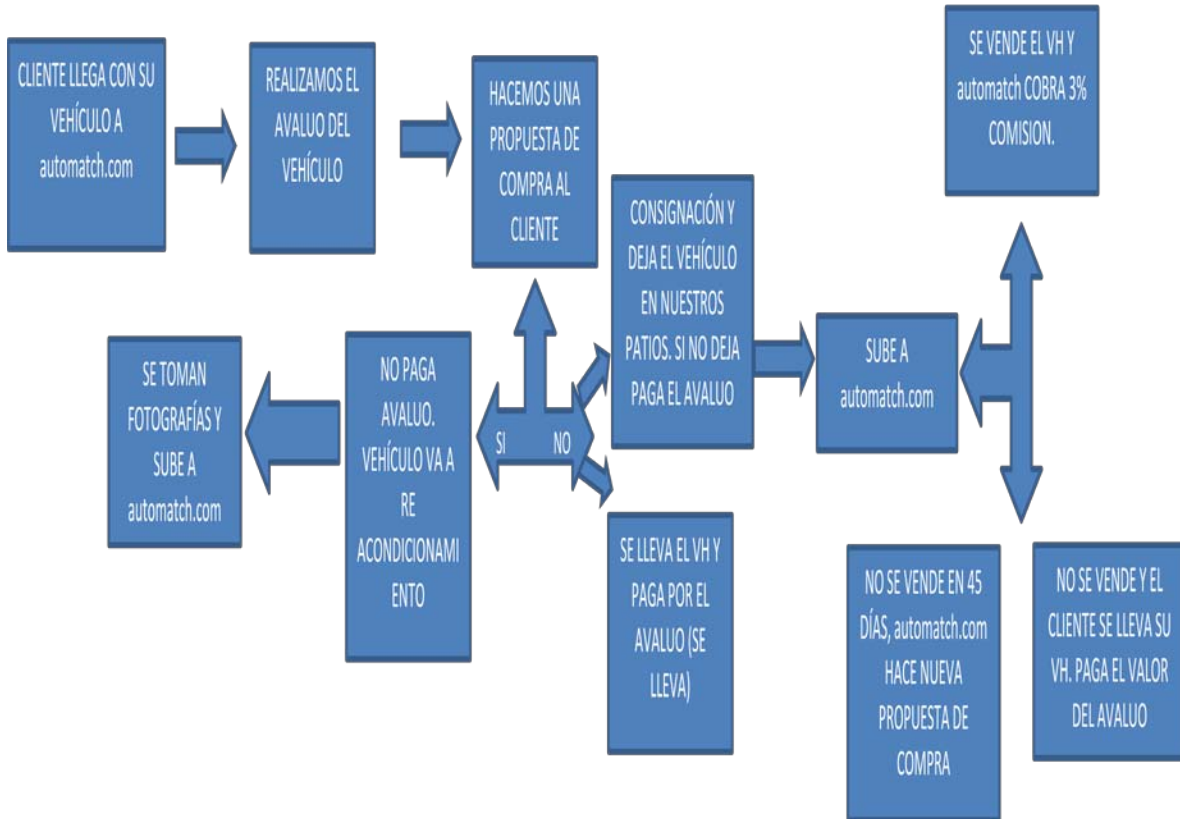 CLIENTE LLEGA CON SU
VEHÍCULO A
automatch.com
REALIZAMOS EL
AVALUO DEL
VEHÍCULO
HACEMOS UNA
PROPUESTA DE
COMPRA AL
CLIENTE
SE VENDE EL VH Y
automatch COBRA 3%
COMISION.
CONSIGNACIÓN Y
DEJA EL VEHÍCULO
EN NUESTROS
PATIOS. SI NO DEJA
PAGA EL AVALUO
SUBE A
automatch.com
SE TOMAN
FOTOGRAFÍAS Y
SUBE A
automatch.com
NO PAGA
AVALUO.
VEHÍCULO VA A
RE
ACONDICIONAMI
ENTO
SI
NO
SE LLEVA EL VH Y
PAGA POR EL
AVALUO (SE
LLEVA)
NO SE VENDE EN 45
DÍAS, automatch.com
HACE NUEVA
PROPUESTA DE
COMPRA
NO SE VENDE Y EL
CLIENTE SE LLEVA SU
VH. PAGA EL VALOR
DEL AVALUO